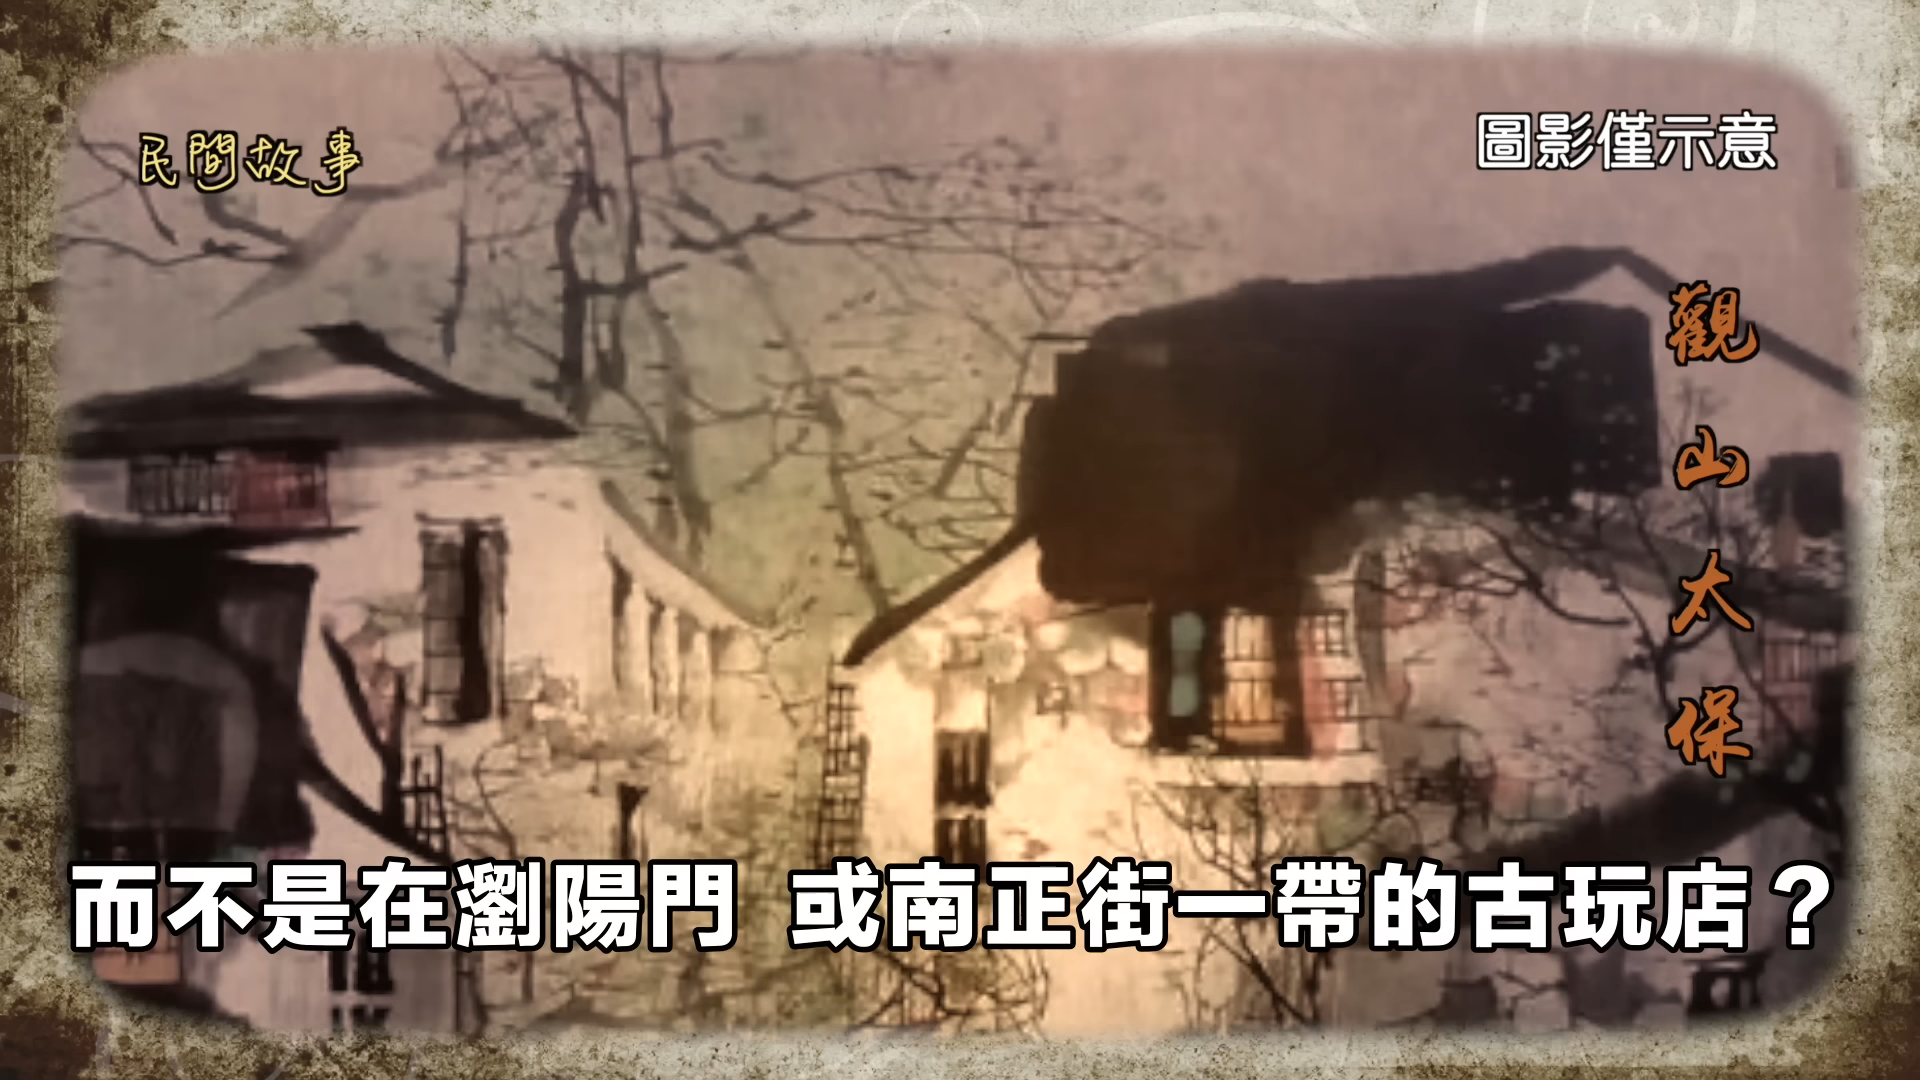 民間故事
圖影僅示意
觀山太保
而不是在瀏陽門 或南正街一帶的古玩店？